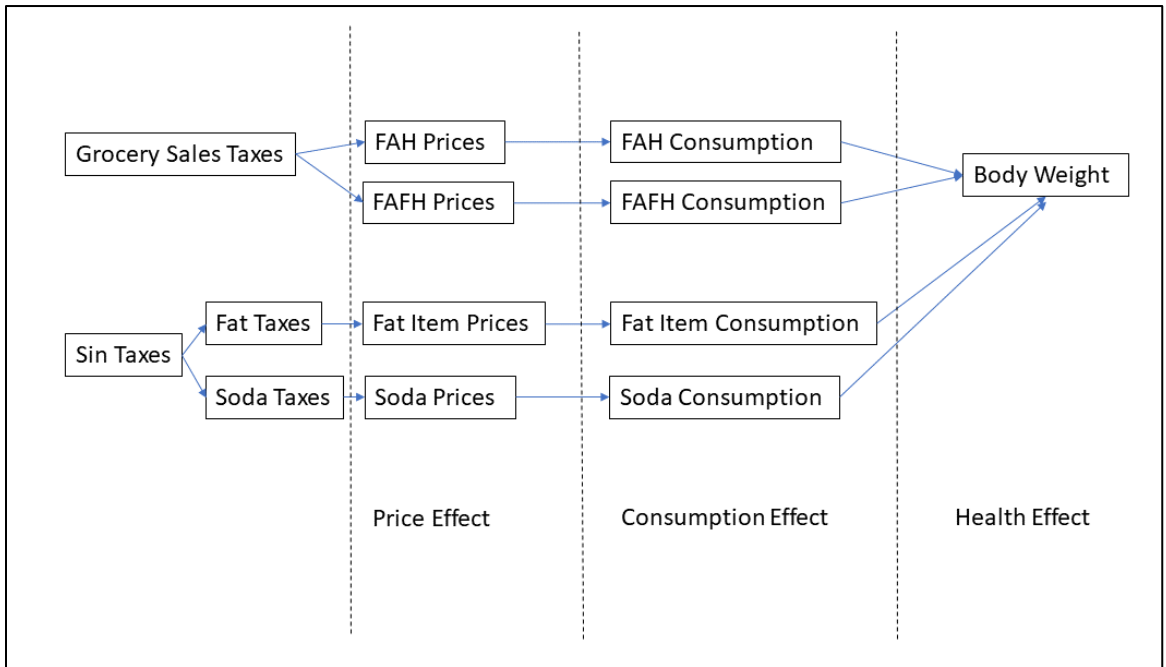 Grocery Sales Taxes
FAH Prices
FAH Consumption
FAFH Prices
FAFH Consumption
Body Weight
Sin Taxes
Fat Taxes
Fat Item Prices
Fat Item Consumption
Soda Taxes
Soda Prices
Soda Consumption
Price Effect
Consumption Effect
Health Effect